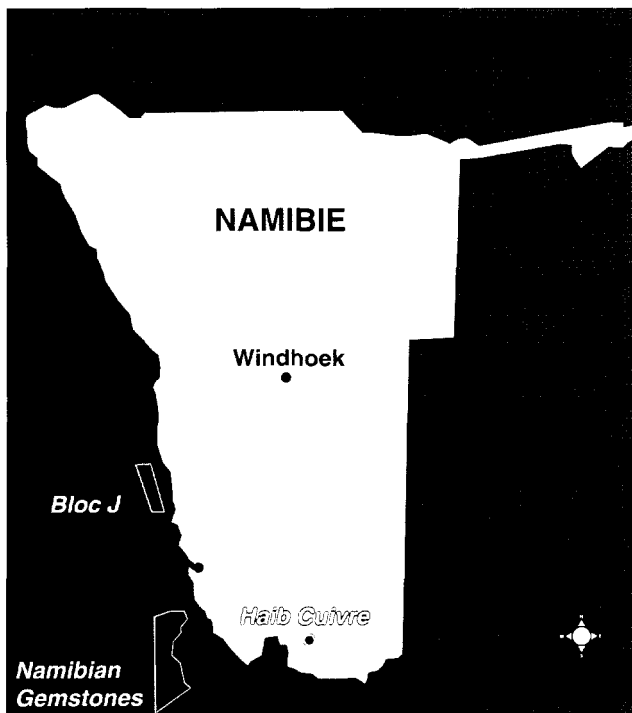 NAMIBIE
Windhoek
Bloc J
Haib Cuivre
Namibian
Gemstones